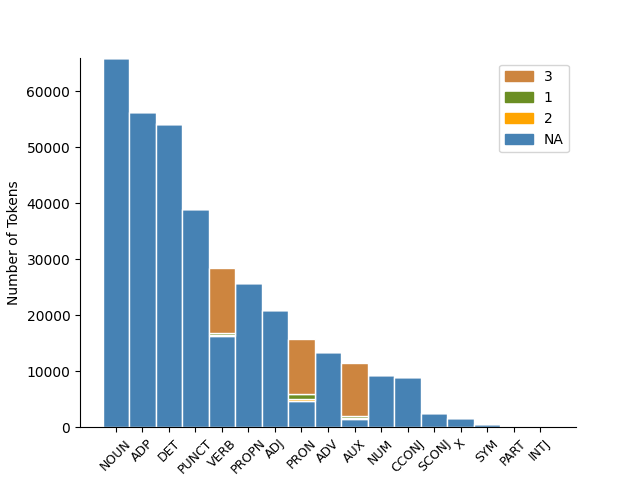 3
1
2
NA
Number of Tokens
60000
50000
40000
30000
20000
10000
0
NOUN
ADP
DET
PUNCT
VERB
PROPN
ADJ
PRON
ADV
AUX
NUM
CCONJ
SCONJ
X
SYM
PART
INTJ